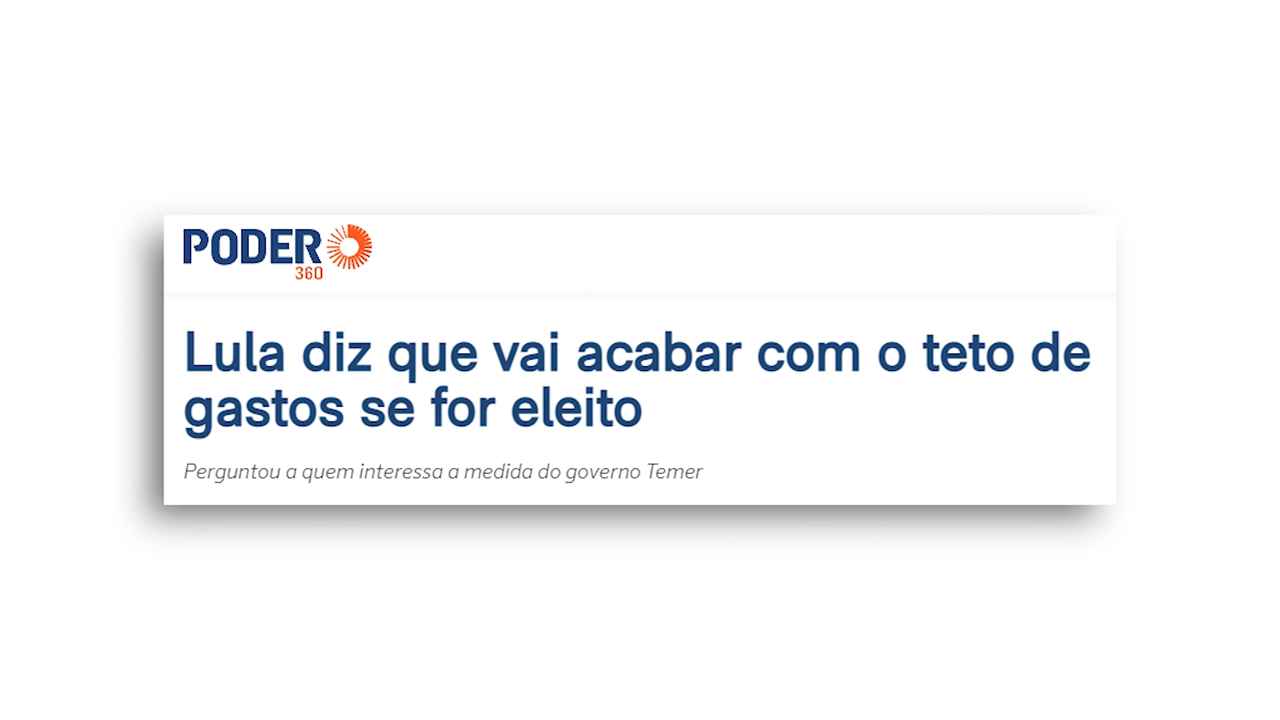 PODER
360
Lula diz que vai acabar com o teto de
gastos se for eleito
Perguntou a quem interessa a medida do governo Temer